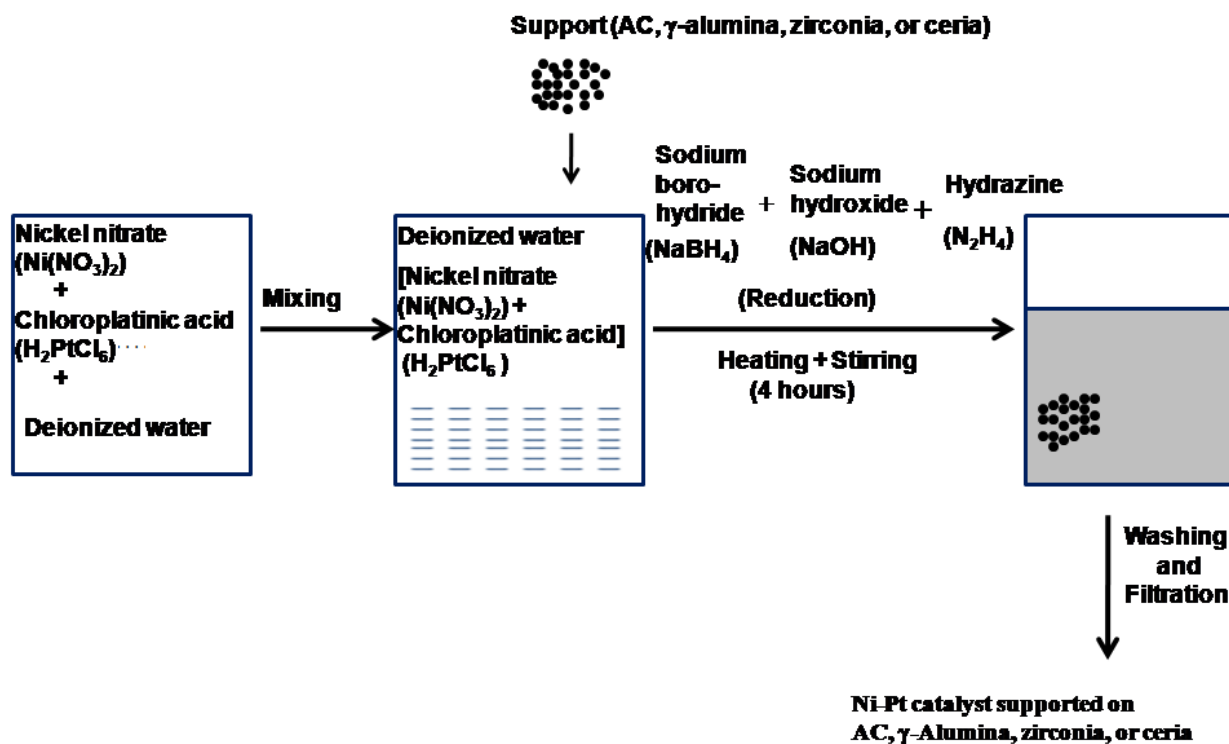 Support (AC, γ-alumina, zirconia, or ceria)
Nickel nitrate
(Ni(NO₃)₂)
+
Chloroplatinic acid
(H₂PtCl₆)
+
Deionized water
Mixing
Deionized water
[Nickel nitrate
(Ni(NO₃)₂) +
Chloroplatinic acid]
(H₂PtCl₆)
Sodium
boro-
hydride
(NaBH₄)
+
Sodium
hydroxide
(NaOH)
+
Hydrazine
(N₂H₄)
(Reduction)
Heating + Stirring
(4 hours)
Washing
and
Filtration
Ni-Pt catalyst supported on
AC, γ-Alumina, zirconia, or ceria